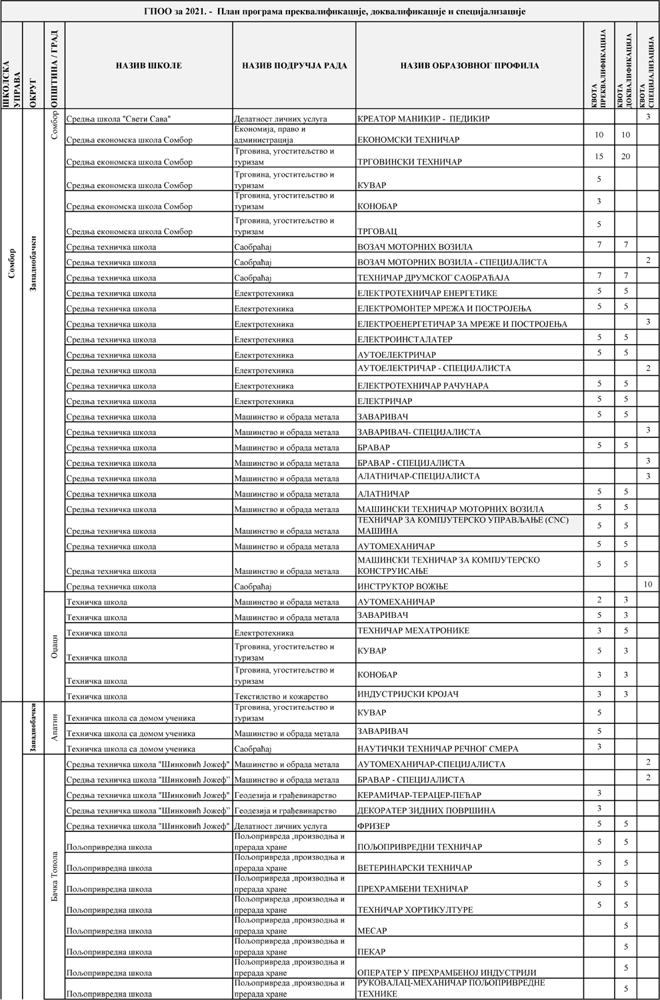 ГПОО за 2021. - План програма преквалификације, доквалификације и специјализације
ШКОЛСКА УПРАВА
ОКРУГ
ОПШТИНА / ГРАД
НАЗИВ ШКОЛЕ
НАЗИВ ПОДРУЧЈА РАДА
НАЗИВ ОБРАЗОВНОГ ПРОФИЛА
КВОТА ПРЕКВАЛИФИКАЦИЈА
КВОТА ДОКВАЛИФИКАЦИЈА
КВОТА СПЕЦИЈАЛИЗАЦИЈА
Сомбор
Западнобачки
Сомбор
Средња школа "Свети Сава" Делатност личних услуга КРЕАТОР МАНИКИР - ПЕДИКИР 3
Економија, право и
Средња економска школа Сомбор администрација ЕКОНОМСКИ ТЕХНИЧАР 10 10
Трговина, угоститељство и
Средња економска школа Сомбор туризам ТРГОВИНСКИ ТЕХНИЧАР 15 20
Трговина, угоститељство и
Средња економска школа Сомбор туризам КУВАР 5
Трговина, угоститељство и
Средња економска школа Сомбор туризам КОНОБАР 3
Трговина, угоститељство и
Средња економска школа Сомбор туризам ТРГОВАЦ 5
Средња техничка школа Саобраћај ВОЗАЧ МОТОРНИХ ВОЗИЛА 7 7
Средња техничка школа Саобраћај ВОЗАЧ МОТОРНИХ ВОЗИЛА - СПЕЦИЈАЛИСТА 2
Средња техничка школа Саобраћај ТЕХНИЧАР ДРУМСКОГ САОБРАЋАЈА 7 7
Средња техничка школа Електротехника ЕЛЕКТРОТЕХНИЧАР ЕНЕРГЕТИКЕ 5 5
Средња техничка школа Електротехника ЕЛЕКТРОМОНТЕР МРЕЖА И ПОСТРОЈЕЊА 5 5
Средња техничка школа Електротехника ЕЛЕКТРОЕНЕРГЕТИЧАР ЗА МРЕЖЕ И ПОСТРОЈЕЊА 3
Средња техничка школа Електротехника ЕЛЕКТРОИНСТАЛАТЕР 5 5
Средња техничка школа Електротехника АУТОЕЛЕКТРИЧАР 5 5
Средња техничка школа Електротехника АУТОЕЛЕКТРИЧАР - СПЕЦИЈАЛИСТА 2
Средња техничка школа Електротехника ЕЛЕКТРОТЕХНИЧАР РАЧУНАРА 5 5
Средња техничка школа Електротехника ЕЛЕКТРИЧАР 5 5
Средња техничка школа Машинство и обрада метала ЗАВАРИВАЧ 5 5
Средња техничка школа Машинство и обрада метала ЗАВАРИВАЧ- СПЕЦИЈАЛИСТА 3
Средња техничка школа Машинство и обрада метала БРАВАР 5 5
Средња техничка школа Машинство и обрада метала БРАВАР - СПЕЦИЈАЛИСТА 3
Средња техничка школа Машинство и обрада метала АЛАТНИЧАР-СПЕЦИЈАЛИСТА 3
Средња техничка школа Машинство и обрада метала АЛАТНИЧАР 5 5
Средња техничка школа Машинство и обрада метала МАШИНСКИ ТЕХНИЧАР МОТОРНИХ ВОЗИЛА 5 5
ТЕХНИЧАР ЗА КОМПЈУТЕРСКО УПРАВЉАЊЕ (CNC)
Средња техничка школа Машинство и обрада метала МАШИНА 5 5
Средња техничка школа Машинство и обрада метала АУТОМЕХАНИЧАР 5 5
МАШИНСКИ ТЕХНИЧАР ЗА КОМПЈУТЕРСКО
Средња техничка школа Машинство и обрада метала КОНСТРУИСАЊЕ 5 5
Средња техничка школа Саобраћај ИНСТРУКТОР ВОЖЊЕ 10
Оџаци
Техничка школа Машинство и обрада метала АУТОМЕХАНИЧАР 2 3
Техничка школа Машинство и обрада метала ЗАВАРИВАЧ 5 3
Техничка школа Електротехника ТЕХНИЧАР МЕХАТРОНИКЕ 3 5
Трговина, угоститељство и
Техничка школа туризам КУВАР 5 3
Трговина, угоститељство и
Техничка школа туризам КОНОБАР 3 3
Техничка школа Текстилство и кожарство ИНДУСТРИЈСКИ КРОЈАЧ 3 3
Западнобачки
Апатин
Трговина, угоститељство и
Техничка школа са домом ученика туризам КУВАР 5
Техничка школа са домом ученика Машинство и обрада метала ЗАВАРИВАЧ 5
Техничка школа са домом ученика Саобраћај НАУТИЧКИ ТЕХНИЧАР РЕЧНОГ СМЕРА 3
Бачка Топола
Средња техничка школа "Шинковић Јожеф" Машинство и обрада метала АУТОМЕХАНИЧАР-СПЕЦИЈАЛИСТА 2
Средња техничка школа "Шинковић Јожеф” Машинство и обрада метала БРАВАР - СПЕЦИЈАЛИСТА 2
Средња техничка школа "Шинковић Јожеф" Геодезија и грађевинарство КЕРАМИЧАР-ТЕРАЦЕР-ПЕЋАР 3
Средња техничка школа "Шинковић Јожеф” Геодезија и грађевинарство ДЕКОРАТЕР ЗИДНИХ ПОВРШИНА 3
Средња техничка школа "Шинковић Јожеф" Делатност личних услуга ФРИЗЕР 5 5
Пољопривреда ,производња и
Пољопривредна школа прерада хране ПОЉОПРИВРЕДНИ ТЕХНИЧАР 5 5
Пољопривреда ,производња и
Пољопривредна школа прерада хране ВЕТЕРИНАРСКИ ТЕХНИЧАР 5 5
Пољопривреда ,производња и
Пољопривредна школа прерада хране ПРЕХРАМБЕНИ ТЕХНИЧАР 5 5
Пољопривреда ,производња и
Пољопривредна школа прерада хране ТЕХНИЧАР ХОРТИКУЛТУРЕ 5 5
Пољопривреда ,производња и
Пољопривредна школа прерада хране МЕСАР 5
Пољопривреда ,производња и
Пољопривредна школа прерада хране ПЕКАР 5
Пољопривреда ,производња и
Пољопривредна школа прерада хране ОПЕРАТЕР У ПРЕХРАМБЕНОЈ ИНДУСТРИЈИ 5
Пољопривреда ,производња и РУКОВАЛАЦ-МЕХАНИЧАР ПОЉОПРИВРЕДНЕ
Пољопривредна школа прерада хране ТЕХНИКЕ 5